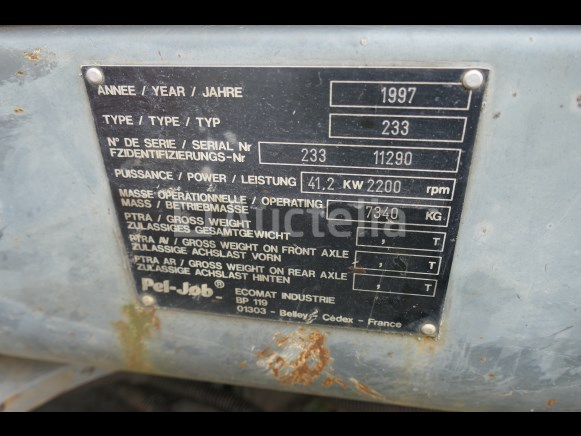 ANNEE / YEAR / JAHRE 1997
TYPE / TYPE / TYP 233
N° DE SERIE / SERIAL Nr
FZIDENTIFIZIERUNGS-Nr 233 11290
PUISSANCE / POWER / LEISTUNG 41.2 KW 2200 rpm
MASSE OPERATIONNELLE / OPERATING
MASS / BETRIEBMASSE 7340 KG
PTRA / GROSS WEIGHT
ZULASSIGES GESAMTGEWICHT , T
PTRA AV / GROSS WEIGHT ON FRONT AXLE
ZULASSIGE ACHSLAST VORN , T
PTRA AR / GROSS WEIGHT ON REAR AXLE
ZULASSIGE ACHSLAST HINTEN , T
Pel-Job® ECOMAT INDUSTRIE
BP 119
01303 - Belley - Cédex - France